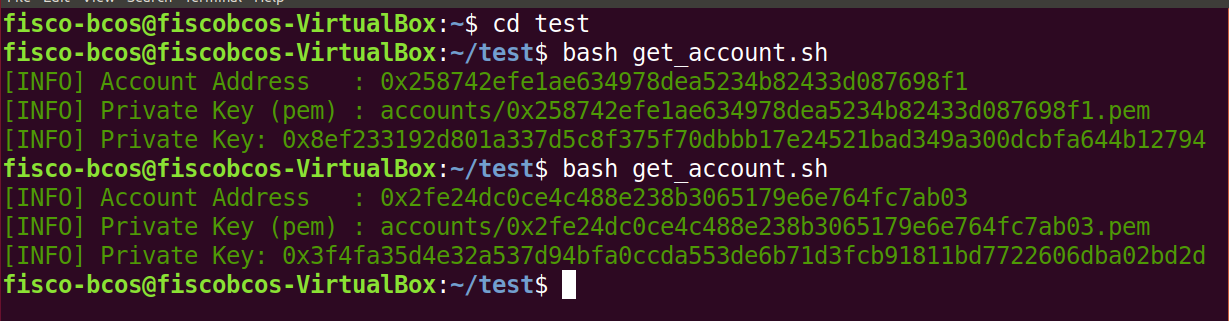 fisco-bcos@fiscobcos-VirtualBox:~$ cd test
fisco-bcos@fiscobcos-VirtualBox:~/test$ bash get_account.sh
[INFO] Account Address   : 0x258742efe1ae634978dea5234b82433d087698f1
[INFO] Private Key (pem) : accounts/0x258742efe1ae634978dea5234b82433d087698f1.pem
[INFO] Private Key: 0x8ef233192d801a337d5c8f375f70dbbb17e24521bad349a300dcbfa644b12794
fisco-bcos@fiscobcos-VirtualBox:~/test$ bash get_account.sh
[INFO] Account Address   : 0x2fe24dc0ce4c488e238b3065179e6e764fc7ab03
[INFO] Private Key (pem) : accounts/0x2fe24dc0ce4c488e238b3065179e6e764fc7ab03.pem
[INFO] Private Key: 0x3f4fa35d4e32a537d94bfa0ccda553de6b71d3fcb91811bd7722606dba02bd2d
fisco-bcos@fiscobcos-VirtualBox:~/test$